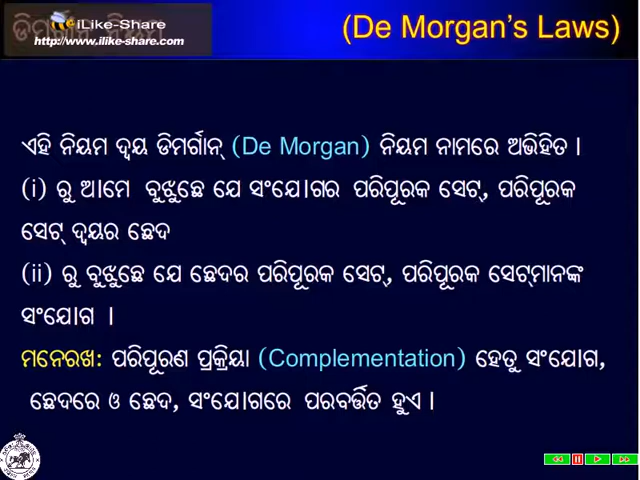 ଡିମର୍ଗାନ୍ ନିୟମ
iLike-Share
http://www.ilike-share.com
(De Morgan's Laws)
ଏହି ନିୟମ ଦ୍ୱୟ ଡିମର୍ଗାନ୍ (De Morgan) ନିୟମ ନାମରେ ଅଭିହିତ ।
(i) ରୁ ଆମେ ବୁଝୁଛେ ଯେ ସଂଯୋଗର ପରିପୂରକ ସେଟ୍, ପରିପୂରକ
ସେଟ୍ ଦ୍ୱୟର ଛେଦ
(ii) ରୁ ବୁଝୁଛେ ଯେ ଛେଦର ପରିପୂରକ ସେଟ୍, ପରିପୂରକ ସେଟ୍‌ମାନଙ୍କ
ସଂଯୋଗ ।
ମନେରଖ: ପରିପୂରଣ ପ୍ରକ୍ରିୟା (Complementation) ହେତୁ ସଂଯୋଗ,
ଛେଦରେ ଓ ଛେଦ, ସଂଯୋଗରେ ପରବର୍ତ୍ତିତ ହୁଏ ।